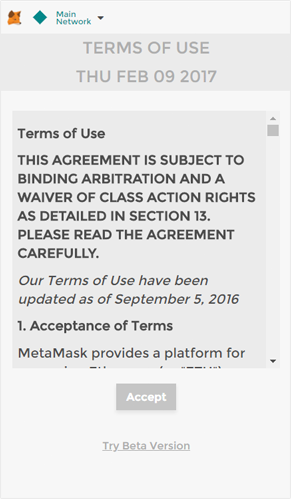 Main
Network
TERMS OF USE
THU FEB 09 2017
Terms of Use
THIS AGREEMENT IS SUBJECT TO
BINDING ARBITRATION AND A
WAIVER OF CLASS ACTION RIGHTS
AS DETAILED IN SECTION 13.
PLEASE READ THE AGREEMENT
CAREFULLY.
Our Terms of Use have been
updated as of September 5, 2016
1. Acceptance of Terms
MetaMask provides a platform for
Accept
Try Beta Version